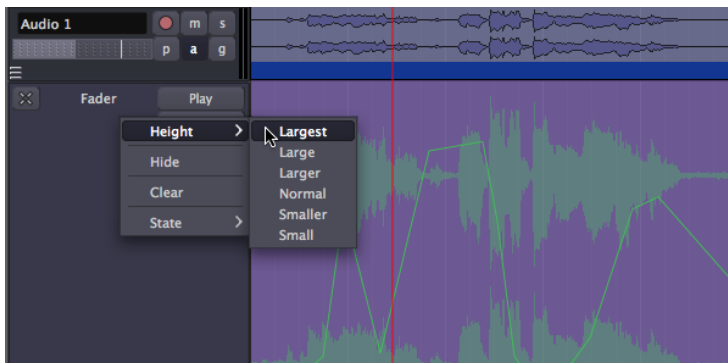 Audio 1 m s
p a g
Fader Play
Height Largest
Hide Large
Larger
Clear Normal
State Smaller
Small